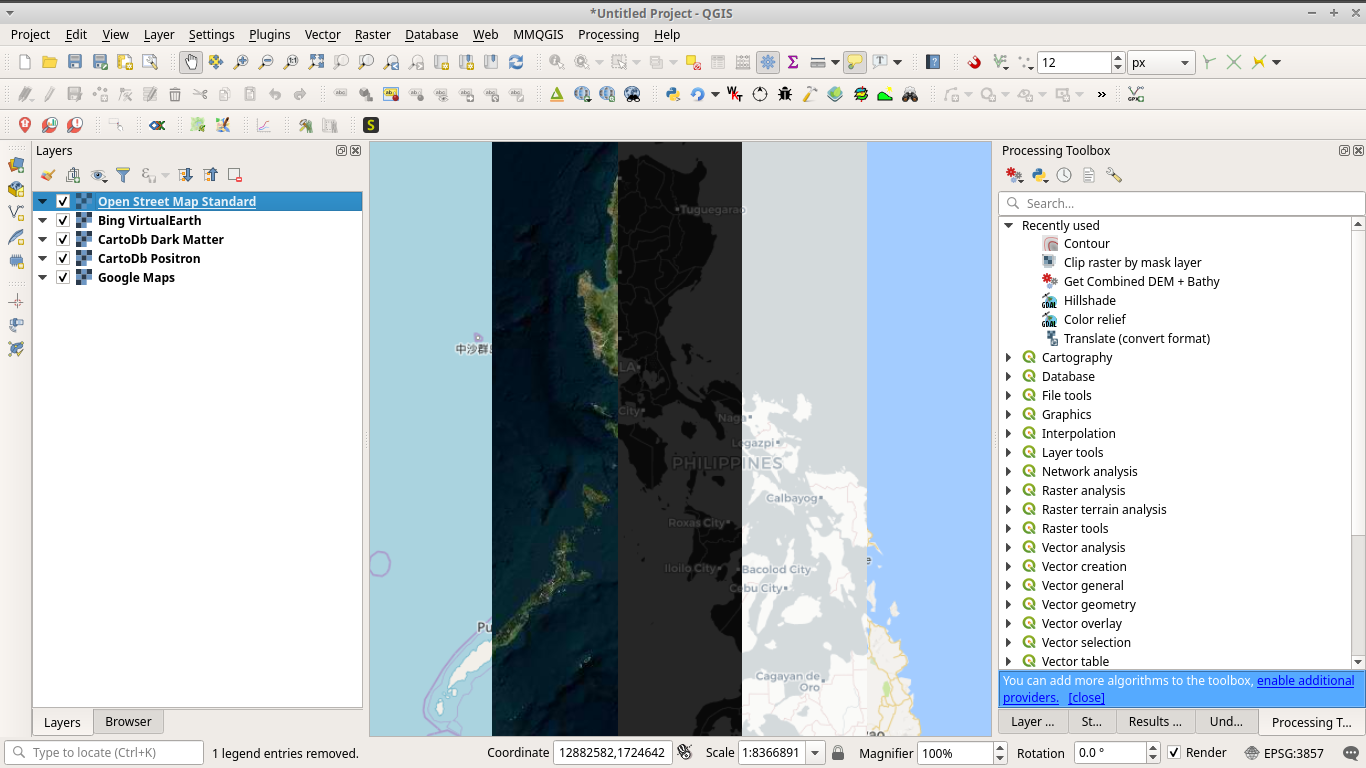 *Untitled Project - QGIS
Project Edit View Layer Settings Plugins Vector Raster Database Web MMQGIS Processing Help
12 px
S
Layers
Open Street Map Standard
Bing VirtualEarth
CartoDb Dark Matter
CartoDb Positron
Google Maps
Layers Browser
Tuguegarao
中沙群
LA
City
Naga
Legazpi
PHILIPPINES
Calbayog
Roxas City
Iloilo City
Bacolod City
Cebu City
Pu
Cagayan de
Oro
Processing Toolbox
Search...
Recently used
Contour
Clip raster by mask layer
Get Combined DEM + Bathy
Hillshade
Color relief
Translate (convert format)
Cartography
Database
File tools
Graphics
Interpolation
Layer tools
Network analysis
Raster analysis
Raster terrain analysis
Raster tools
Vector analysis
Vector creation
Vector general
Vector geometry
Vector overlay
Vector selection
Vector table
You can add more algorithms to the toolbox, enable additional
providers. [close]
Layer ... St... Results ... Und... Processing T...
Type to locate (Ctrl+K) 1 legend entries removed. Coordinate 12882582,1724642 Scale 1:8366891 Magnifier 100% Rotation 0.0 ° Render EPSG:3857